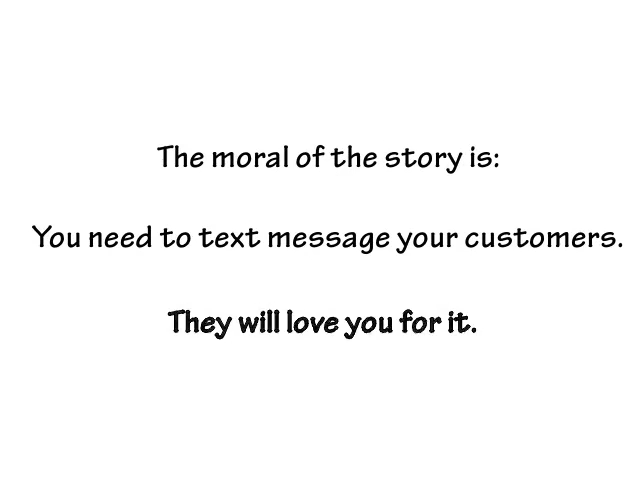 The moral of the story is:
You need to text message your customers.
They will love you for it.